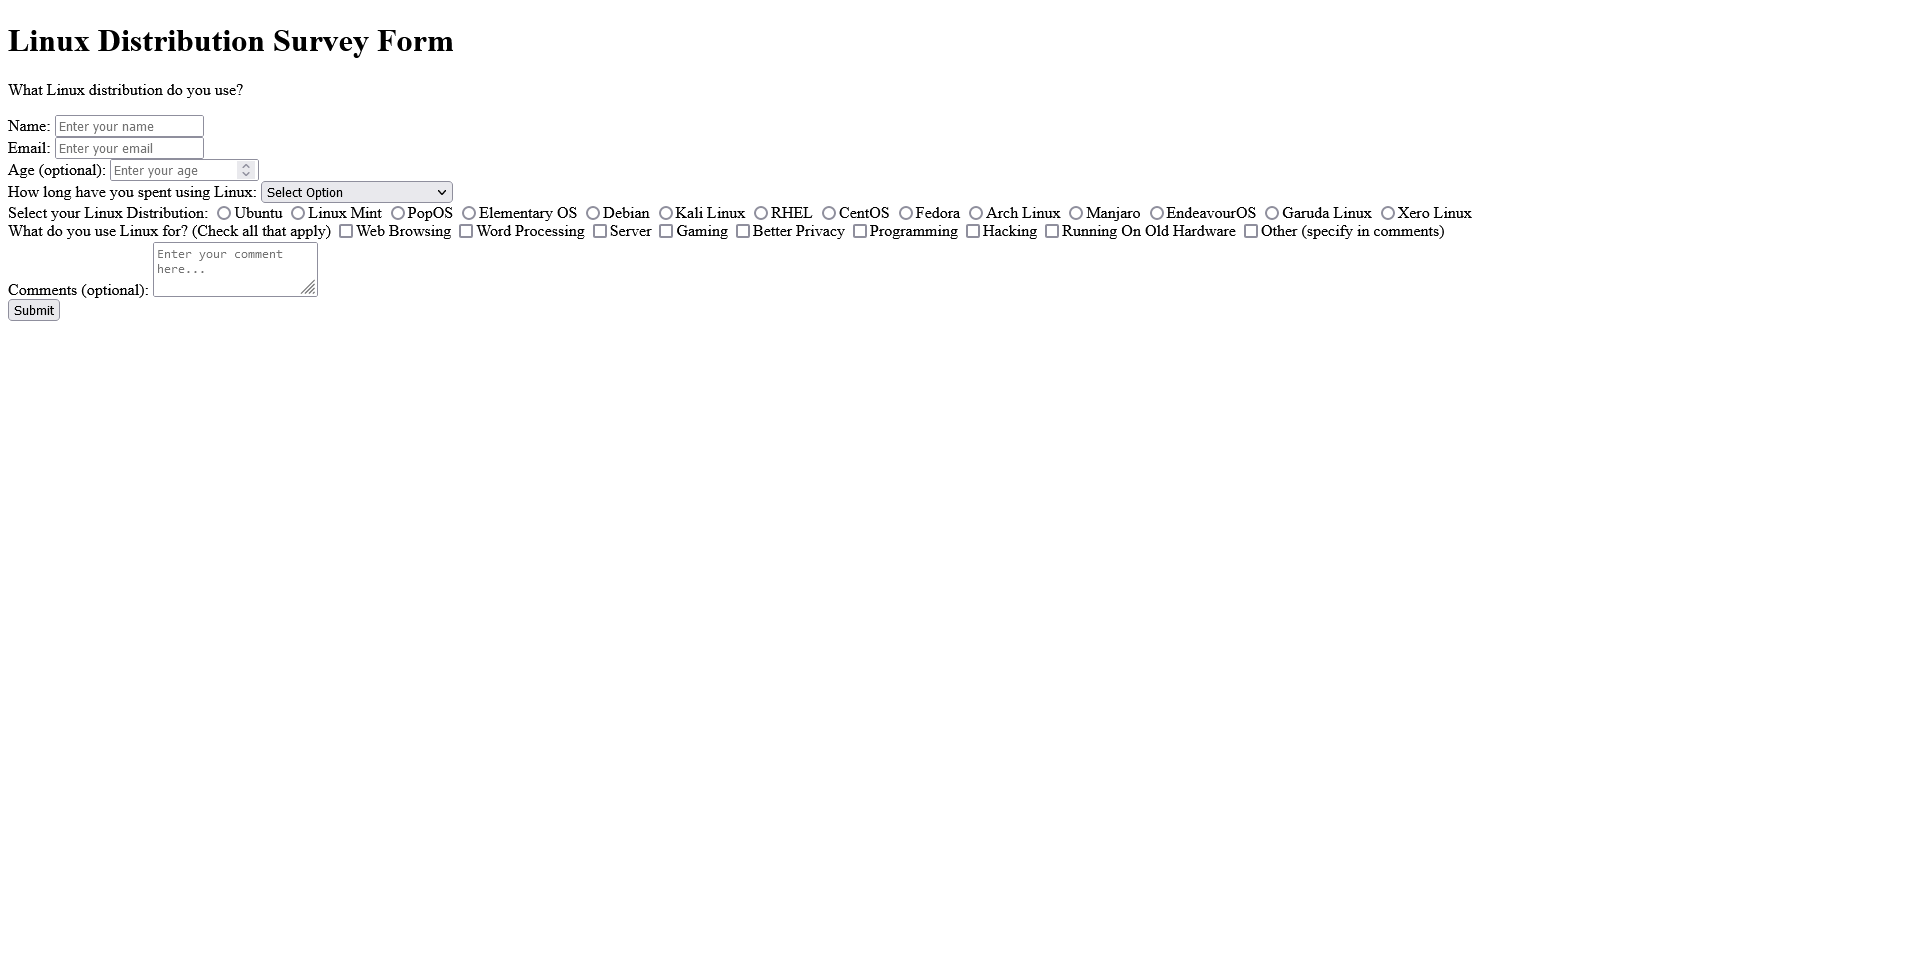 Linux Distribution Survey Form
What Linux distribution do you use?
Name: Enter your name
Email: Enter your email
Age (optional): Enter your age
How long have you spent using Linux: Select Option
Select your Linux Distribution: Ubuntu Linux Mint PopOS Elementary OS Debian Kali Linux RHEL CentOS Fedora Arch Linux Manjaro EndeavourOS Garuda Linux Xero Linux
What do you use Linux for? (Check all that apply) Web Browsing Word Processing Server Gaming Better Privacy Programming Hacking Running On Old Hardware Other (specify in comments)
Enter your comment
here...
Comments (optional):
Submit